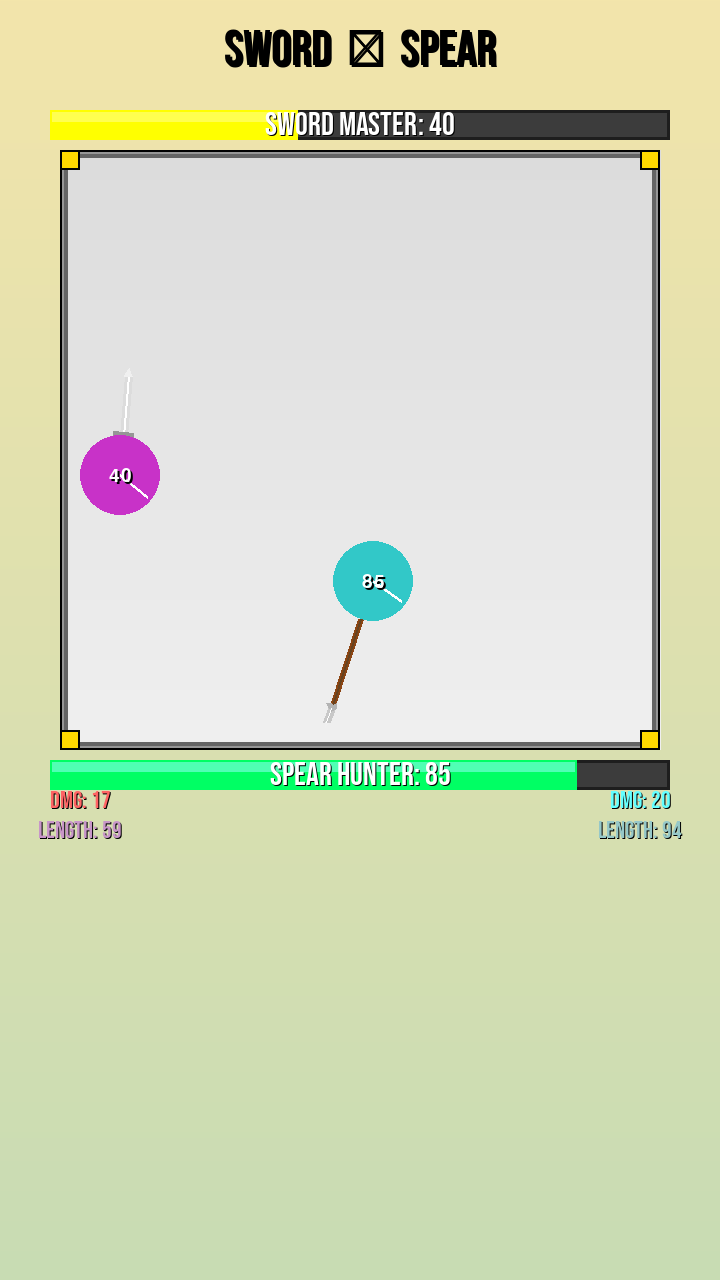 SWORD SPEAR
SWORD MASTER: 40
40
85
SPEAR HUNTER: 85
DMG: 17 DMG: 20
LENGTH: 59 LENGTH: 94